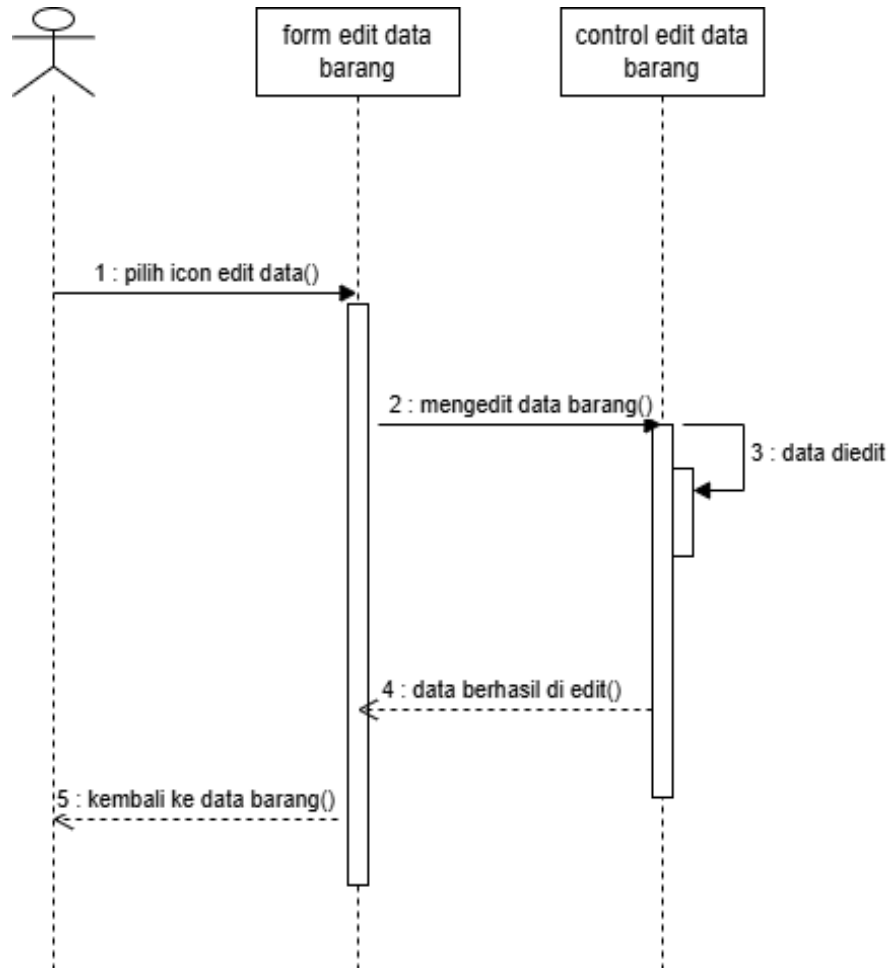 form edit data
barang
control edit data
barang
1 : pilih icon edit data()
2 : mengedit data barang()
3 : data diedit
4 : data berhasil di edit()
5 : kembali ke data barang()